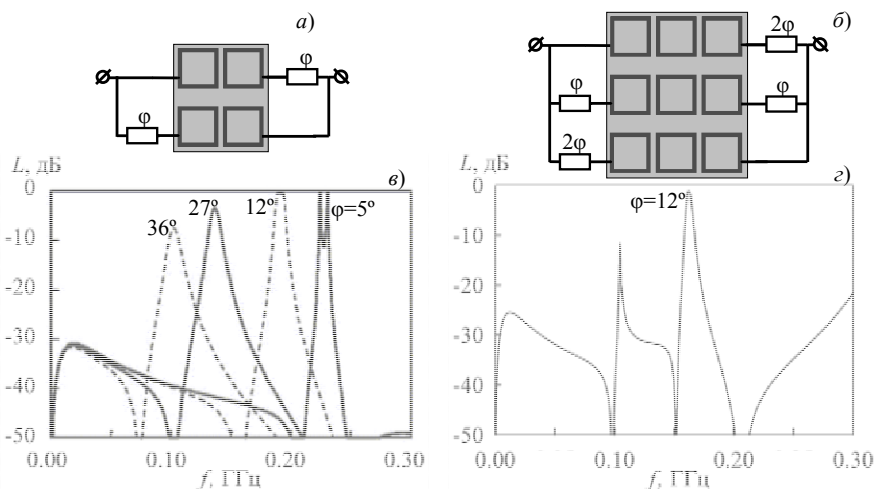 а)
φ
φ
б)
2φ
φ
φ
2φ
L, дБ
в)
0
-10
-20
-30
-40
-50
36º
27º
12º
φ=5º
0.00
0.10
0.20
0.30
f, ГГц
L, дБ
г)
0
-10
-20
-30
-40
-50
φ=12º
0.00
0.10
0.20
0.30
f, ГГц